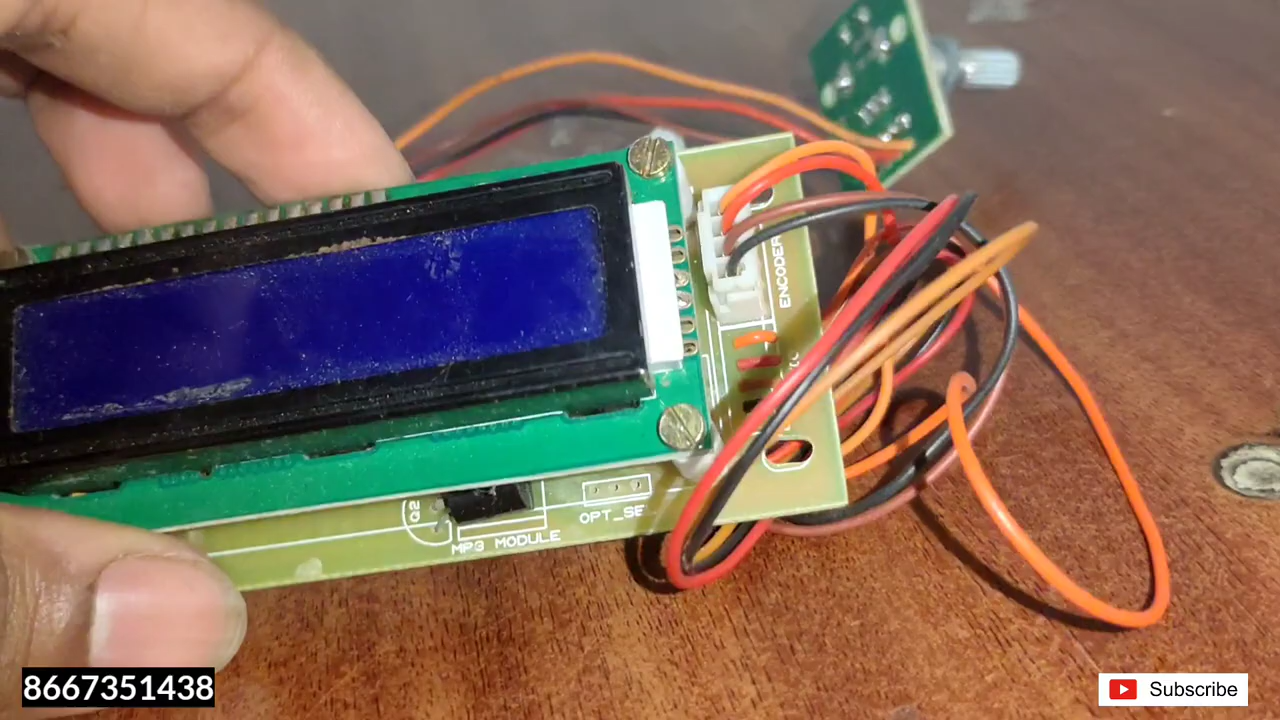 ENCODER
Q2
OPT_SE
MP3 MODULE
8667351438
Subscribe